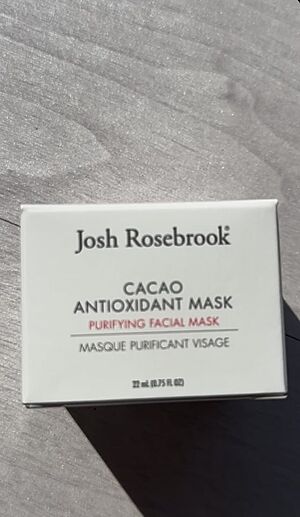 Josh Rosebrook®
CACAO
ANTIOXIDANT MASK
PURIFYING FACIAL MASK
MASQUE PURIFICANT VISAGE
22 mL (0.75 fl. OZ)